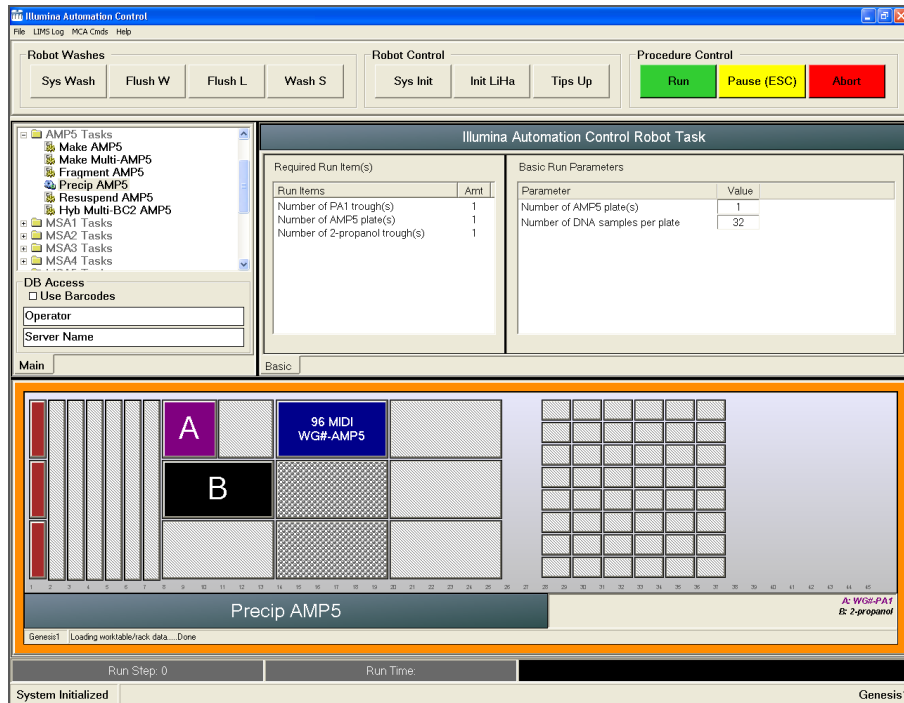 Illumina Automation Control
File LIMS Log MCA Cmds Help
Robot Washes
Sys Wash Flush W Flush L Wash S
Robot Control
Sys Init Init LiHa Tips Up
Procedure Control
Run Pause (ESC) Abort
AMP5 Tasks
Make AMP5
Make Multi-AMP5
Fragment AMP5
Precip AMP5
Resuspend AMP5
Hyb Multi-BC2 AMP5
MSA1 Tasks
MSA2 Tasks
MSA3 Tasks
MSA4 Tasks
DB Access
Use Barcodes
Operator
Server Name
Main
Illumina Automation Control Robot Task
Required Run Item(s)
Run Items Amt
Number of PA1 trough(s) 1
Number of AMP5 plate(s) 1
Number of 2-propanol trough(s) 1
Basic Run Parameters
Parameter Value
Number of AMP5 plate(s) 1
Number of DNA samples per plate 32
Basic
A
96 MIDI
WG#-AMP5
B
1 2 3 4 5 6 7 8 9 10 11 12 13 14 15 16 17 18 19 20 21 22 23 24 25 26 27 28 29 30 31 32 33 34 35 36 37 38 39 40 41 42 43 44 45
Precip AMP5
A: WG#-PA1
B: 2-propanol
Genesis1 Loading worktable/rack data.....Done
Run Step: 0 Run Time:
System Initialized Genesis1